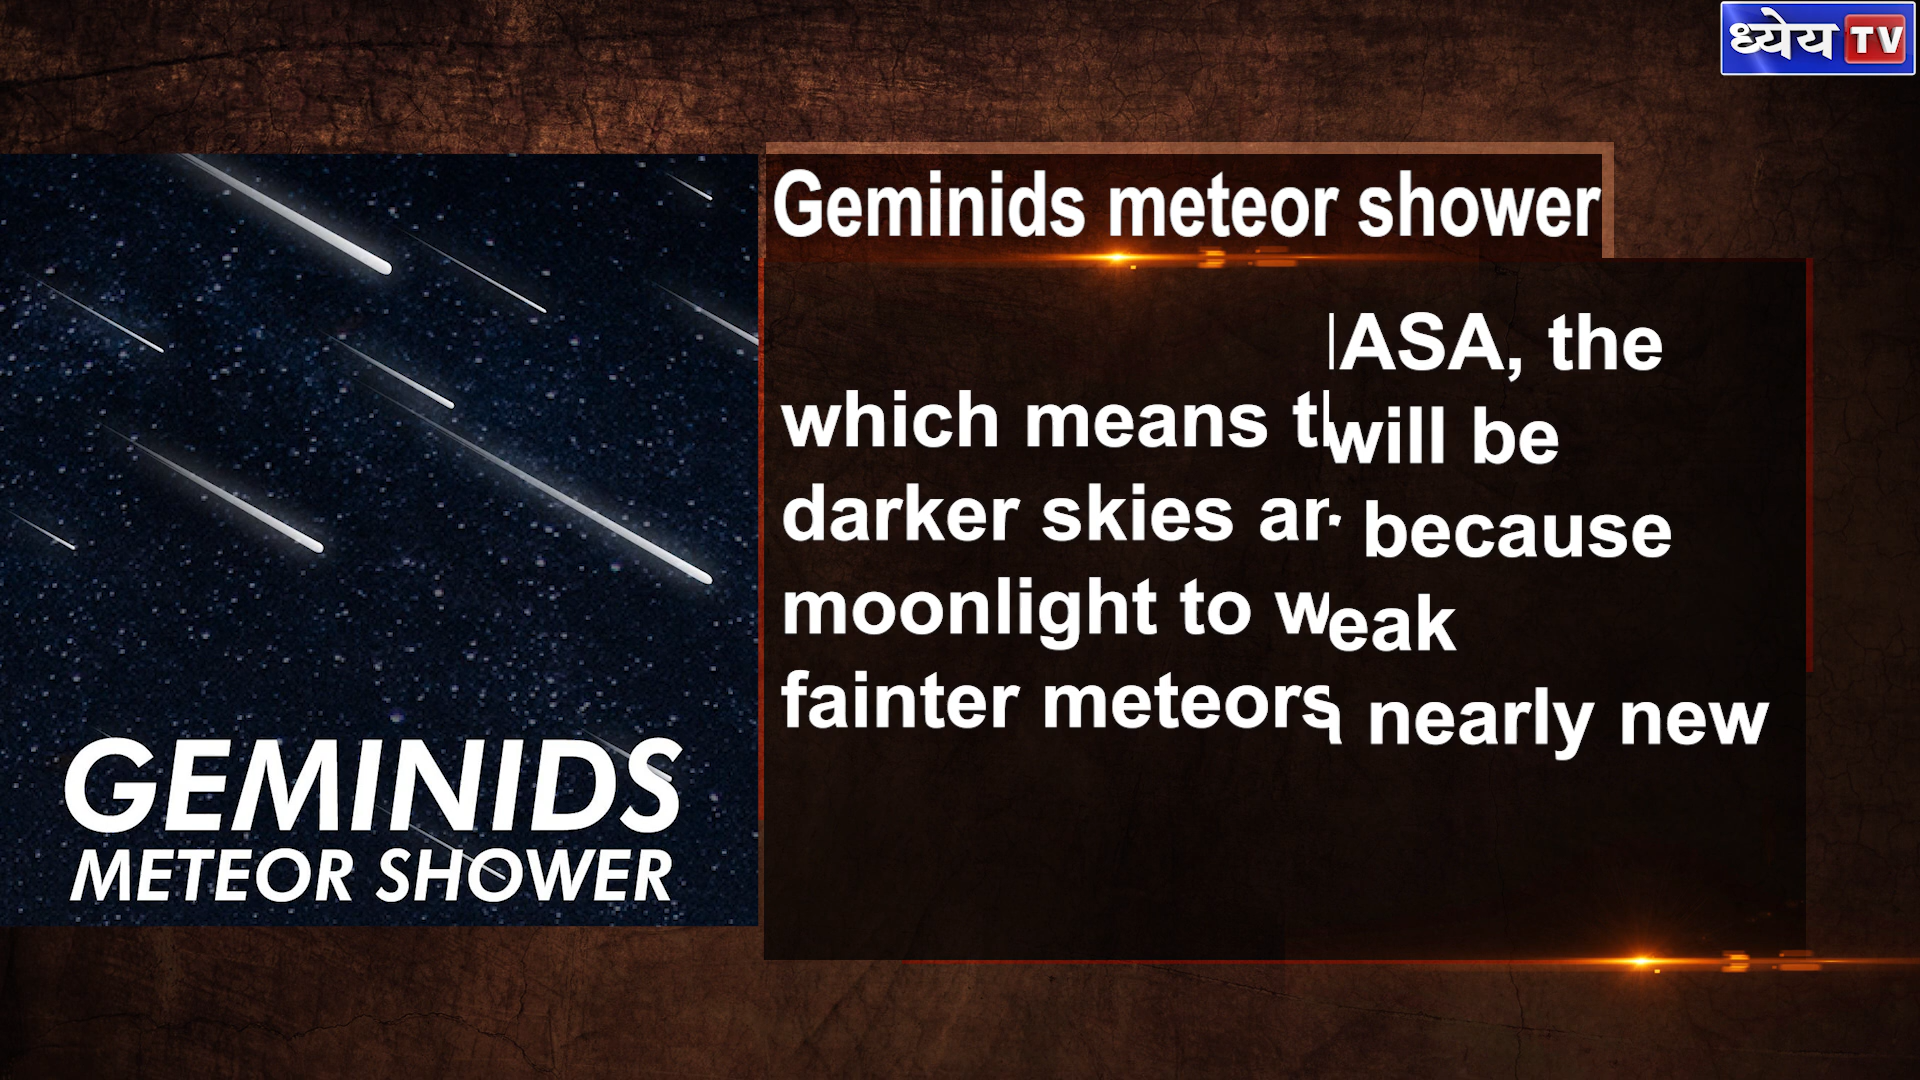 ध्येय TV
Geminids meteor shower
ASA, the
which means
will be
darker skies
because
moonlight to
eak
fainter meteors
nearly new
GEMINIDS
METEOR SHOWER